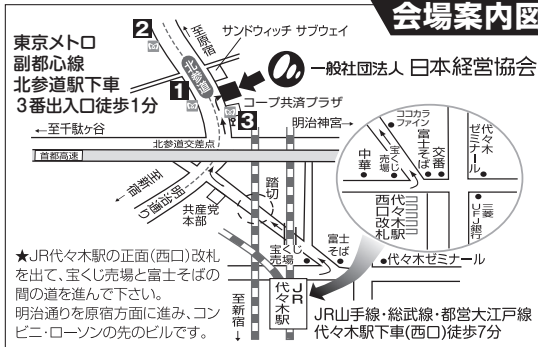 会場案内図
東京メトロ
副都心線
北参道駅下車
3番出入口徒歩1分
2
至原宿
サンドウィッチ サブウェイ
北参道
1
一般社団法人 日本経営協会
コープ共済プラザ
3
明治神宮⇨
⇦至千駄ヶ谷
北参道交差点
首都高速
至新宿
明治通り
共産党
本部
踏切
ココカラ
ファイン
中華
宝くじ
売場
富士そば
交番
代々木
ゼミナール
代々木駅
西口改札
三菱
UFJ銀行
宝くじ
売場
富士
そば
代々木ゼミナール
JR
代々木駅
至新宿
★JR代々木駅の正面(西口)改札
を出て、宝くじ売場と富士そばの
間の道を進んで下さい。
明治通りを原宿方面に進み、コン
ビニ・ローソンの先のビルです。
JR山手線・総武線・都営大江戸線
代々木駅下車(西口)徒歩7分